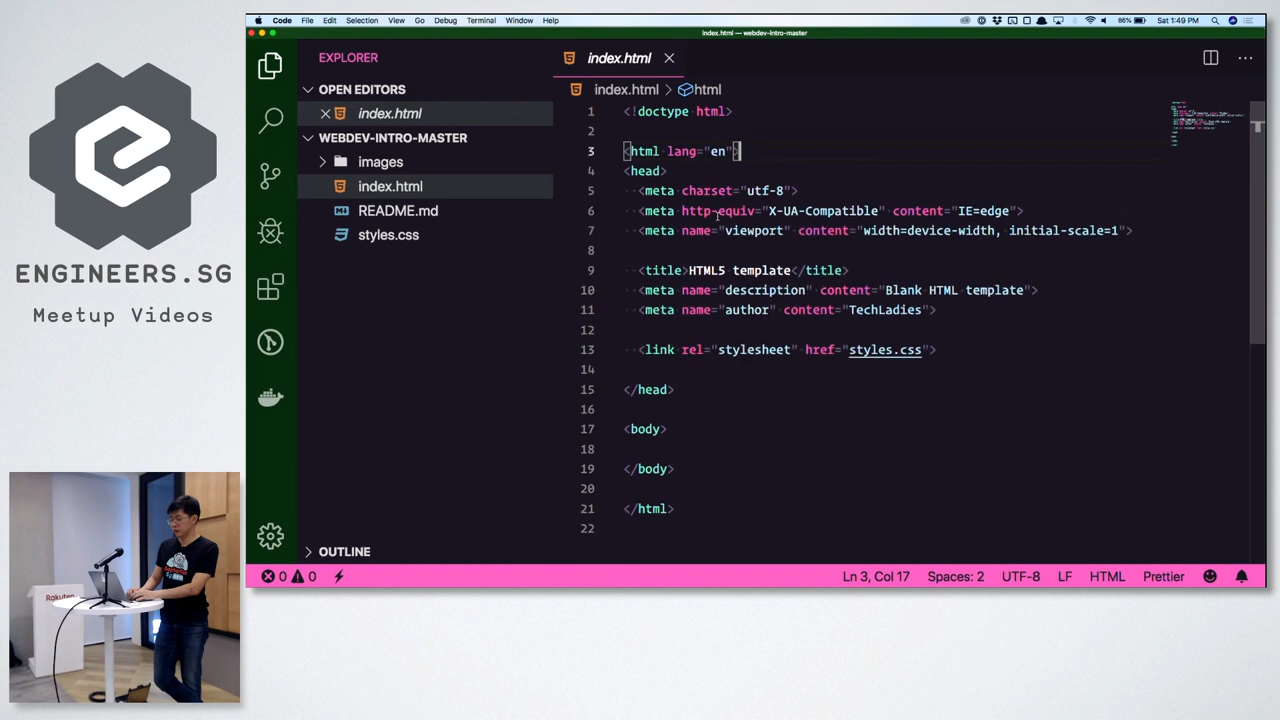 Code File Edit Selection View Go Debug Terminal Window Help
86% Sat 1:49 PM
index.html — webdev-intro-master
EXPLORER
OPEN EDITORS
index.html
WEBDEV-INTRO-MASTER
images
index.html
README.md
styles.css
OUTLINE
index.html
index.html html
1 <!doctype html>
2
3 <html lang="en">
4 <head>
5 <meta charset="utf-8">
6 <meta http-equiv="X-UA-Compatible" content="IE=edge">
7 <meta name="viewport" content="width=device-width, initial-scale=1">
8
9 <title>HTML5 template</title>
10 <meta name="description" content="Blank HTML template">
11 <meta name="author" content="TechLadies">
12
13 <link rel="stylesheet" href="styles.css">
14
15 </head>
16
17 <body>
18
19 </body>
20
21 </html>
22
0 0 Ln 3, Col 17 Spaces: 2 UTF-8 LF HTML Prettier
ENGINEERS.SG
Meetup Videos
Rakuten